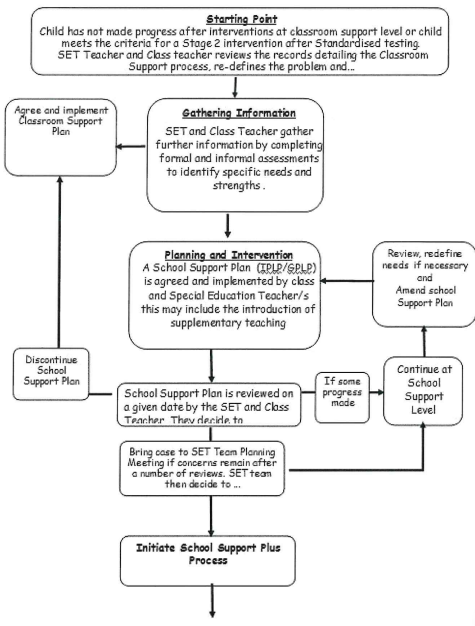 Starting Point
Child has not made progress after interventions at classroom support level or child
meets the criteria for a Stage 2 intervention after Standardised testing.
SET Teacher and Class teacher reviews the records detailing the Classroom
Support process, re-defines the problem and...
Agree and implement
Classroom Support
Plan
Gathering Information
SET and Class Teacher gather
further information by completing
formal and informal assessments
to identify specific needs and
strengths .
Planning and Intervention
A School Support Plan (IPLP/GPLP)
is agreed and implemented by class
and Special Education Teacher/s
this may include the introduction of
supplementary teaching
Review, redefine
needs if necessary
and
Amend school
Support Plan
Discontinue
School
Support Plan
School Support Plan is reviewed on
a given date by the SET and Class
Teacher. They decide to
If some
progress
made
Continue at
School
Support
Level
Bring case to SET Team Planning
Meeting if concerns remain after
a number of reviews. SET team
then decide to ...
Initiate School Support Plus
Process